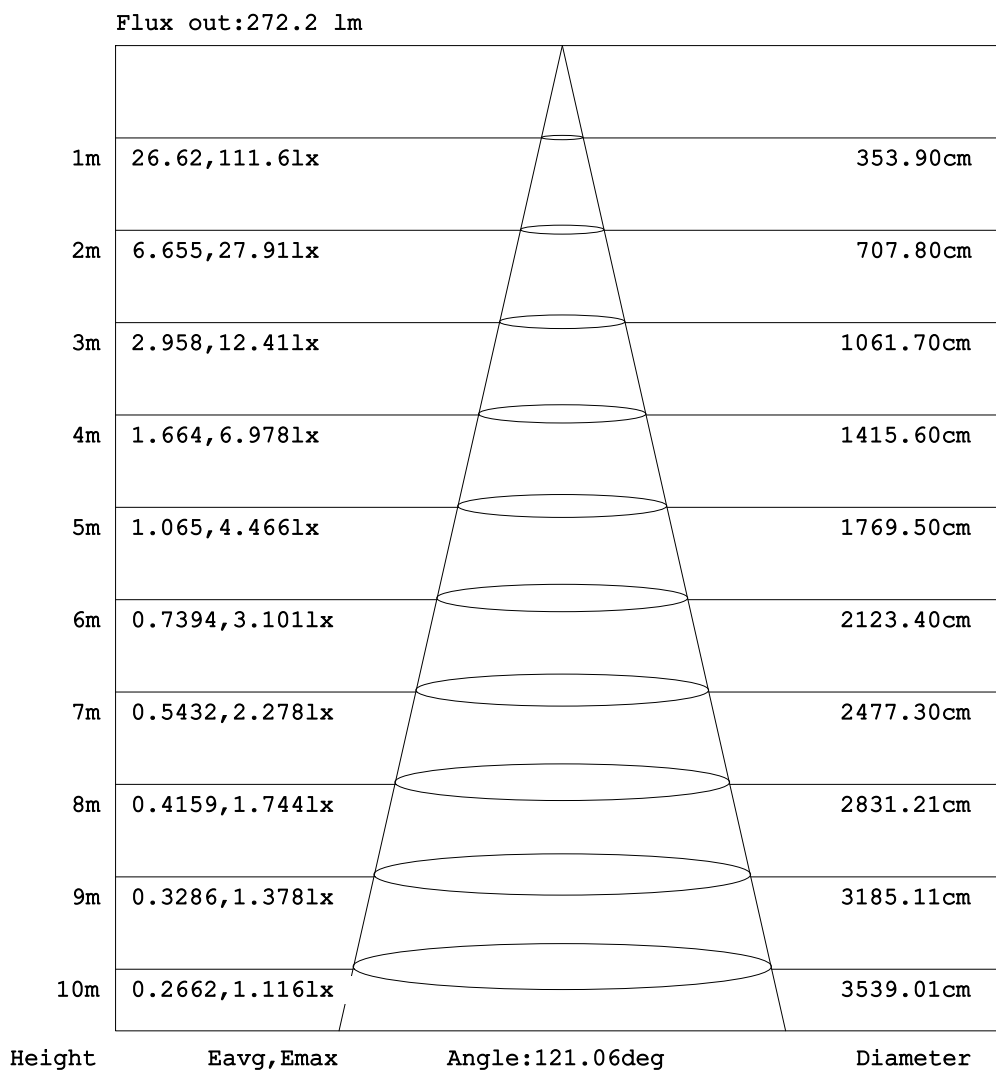 Flux out:272.2 lm
1m 26.62,111.6lx 353.90cm
2m 6.655,27.91lx 707.80cm
3m 2.958,12.41lx 1061.70cm
4m 1.664,6.978lx 1415.60cm
5m 1.065,4.466lx 1769.50cm
6m 0.7394,3.101lx 2123.40cm
7m 0.5432,2.278lx 2477.30cm
8m 0.4159,1.744lx 2831.21cm
9m 0.3286,1.378lx 3185.11cm
10m 0.2662,1.116lx 3539.01cm
Height Eavg,Emax Angle:121.06deg Diameter